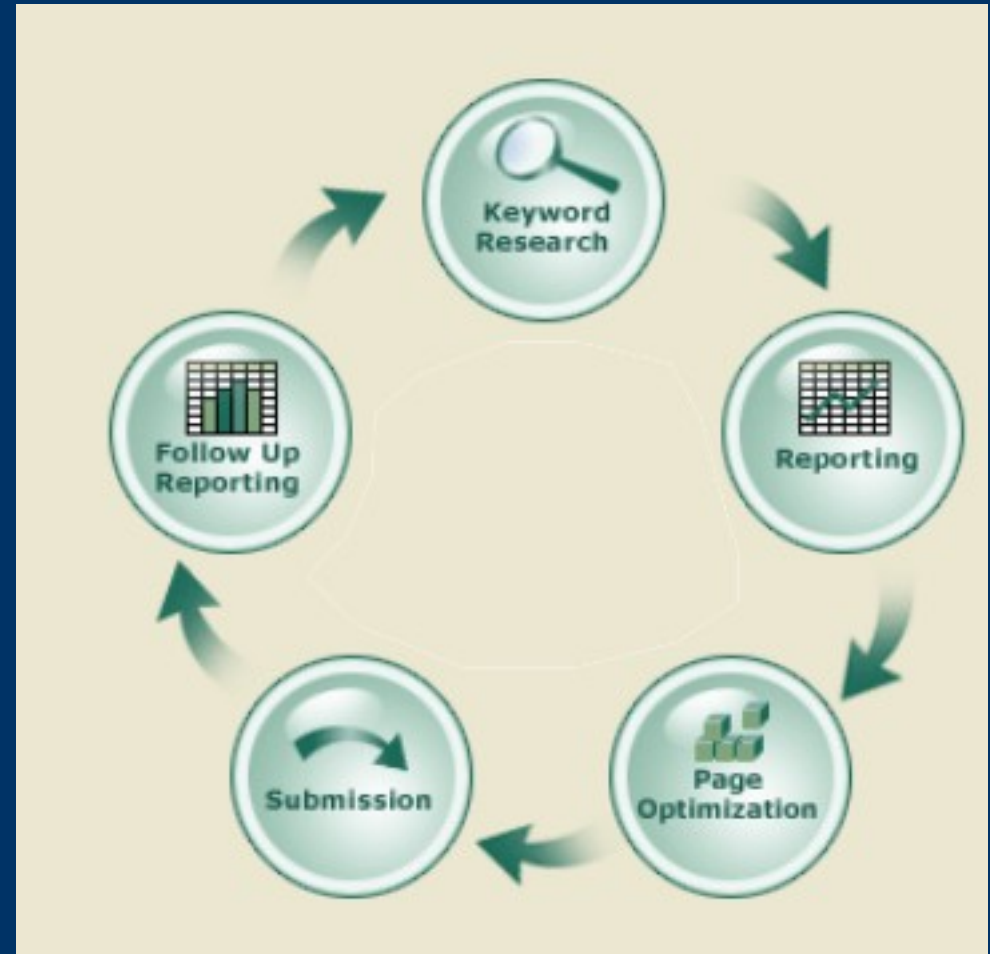 Keyword
Research
Reporting
Page
Optimization
Submission
Follow Up
Reporting